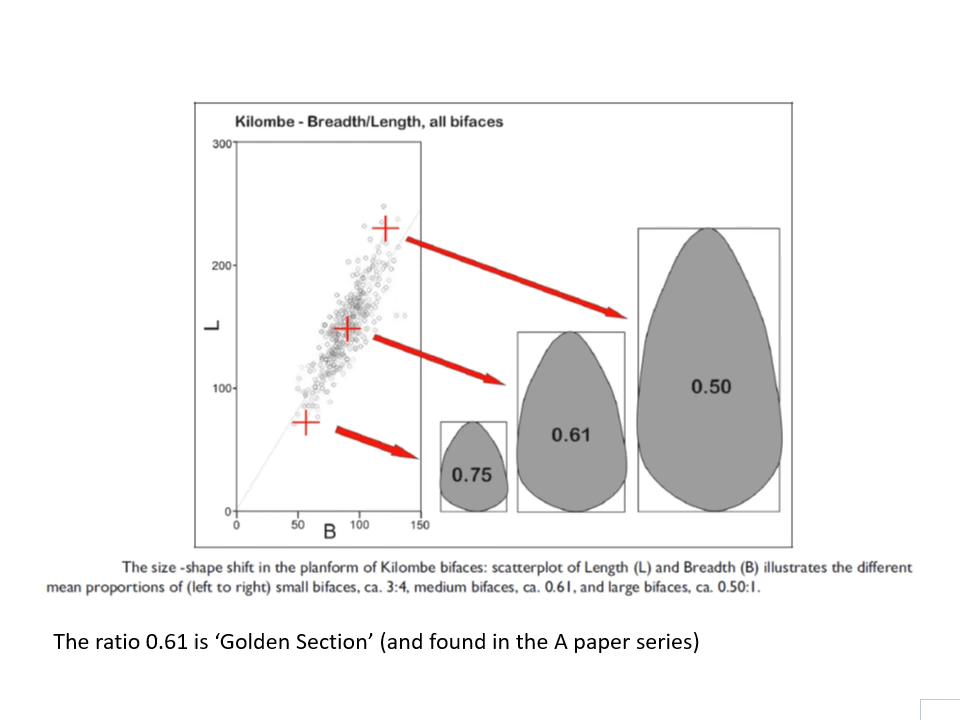 Kilombe - Breadth/Length, all bifaces
300
200
100
0
L
0 50 100 150
B
0.75
0.61
0.50
The size -shape shift in the planform of Kilombe bifaces: scatterplot of Length (L) and Breadth (B) illustrates the different
mean proportions of (left to right) small bifaces, ca. 3:4, medium bifaces, ca. 0.61, and large bifaces, ca. 0.50:1.
The ratio 0.61 is ‘Golden Section’ (and found in the A paper series)